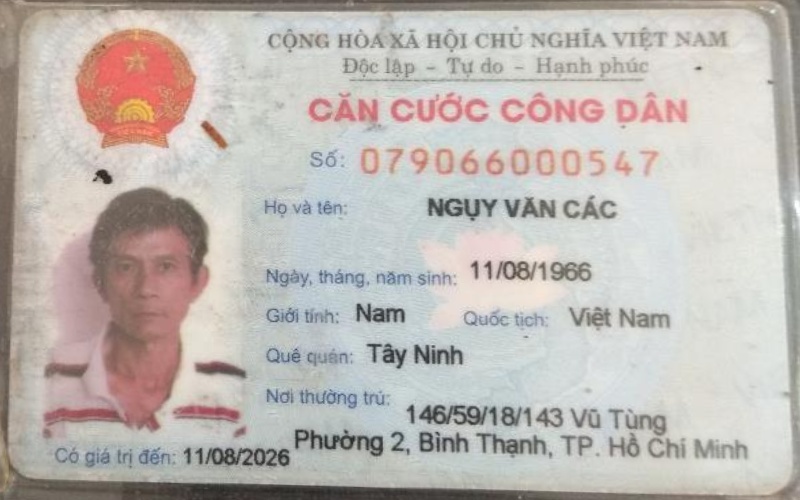 CỘNG HÒA XÃ HỘI CHỦ NGHĨA VIỆT NAM
Độc lập - Tự do - Hạnh phúc
CĂN CƯỚC CÔNG DÂN
Số: 079066000547
Họ và tên: NGỤY VĂN CÁC
Ngày, tháng, năm sinh: 11/08/1966
Giới tính: Nam Quốc tịch: Việt Nam
Quê quán: Tây Ninh
Nơi thường trú: 146/59/18/143 Vũ Tùng
Phường 2, Bình Thạnh, TP. Hồ Chí Minh
Có giá trị đến: 11/08/2026